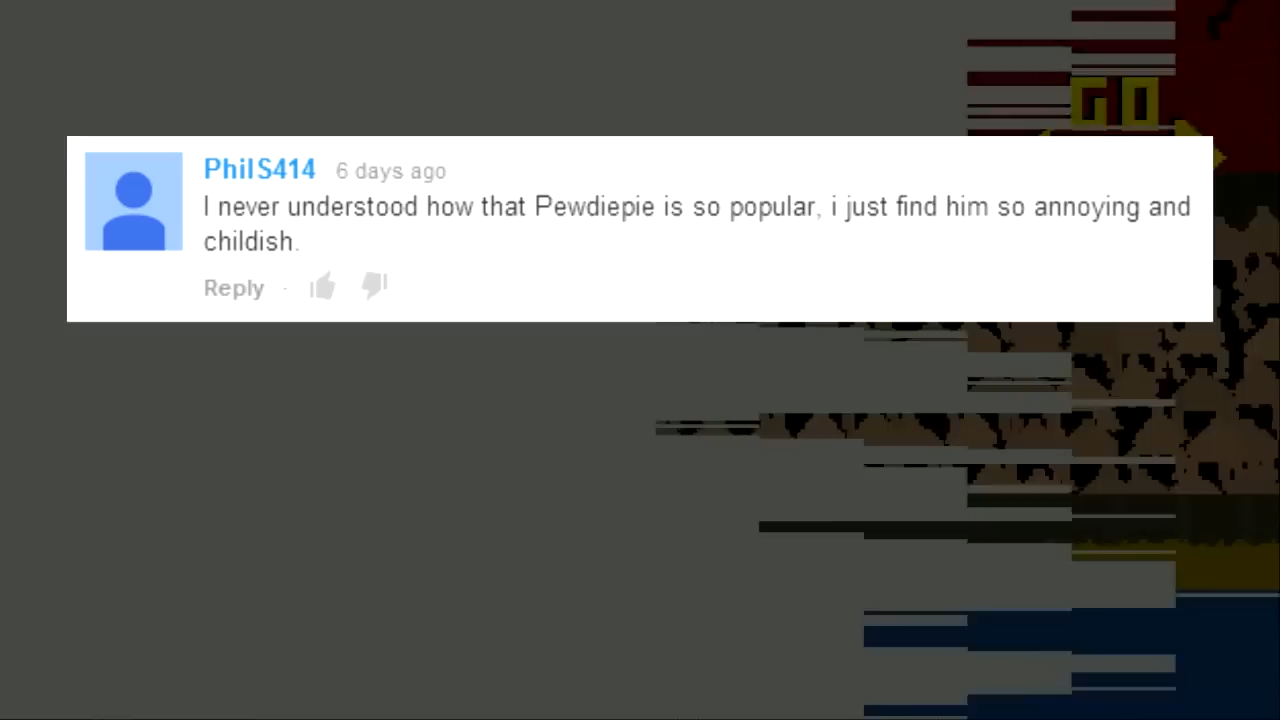 GO
PhilS414 6 days ago
I never understood how that Pewdiepie is so popular, i just find him so annoying and
childish.
Reply ·